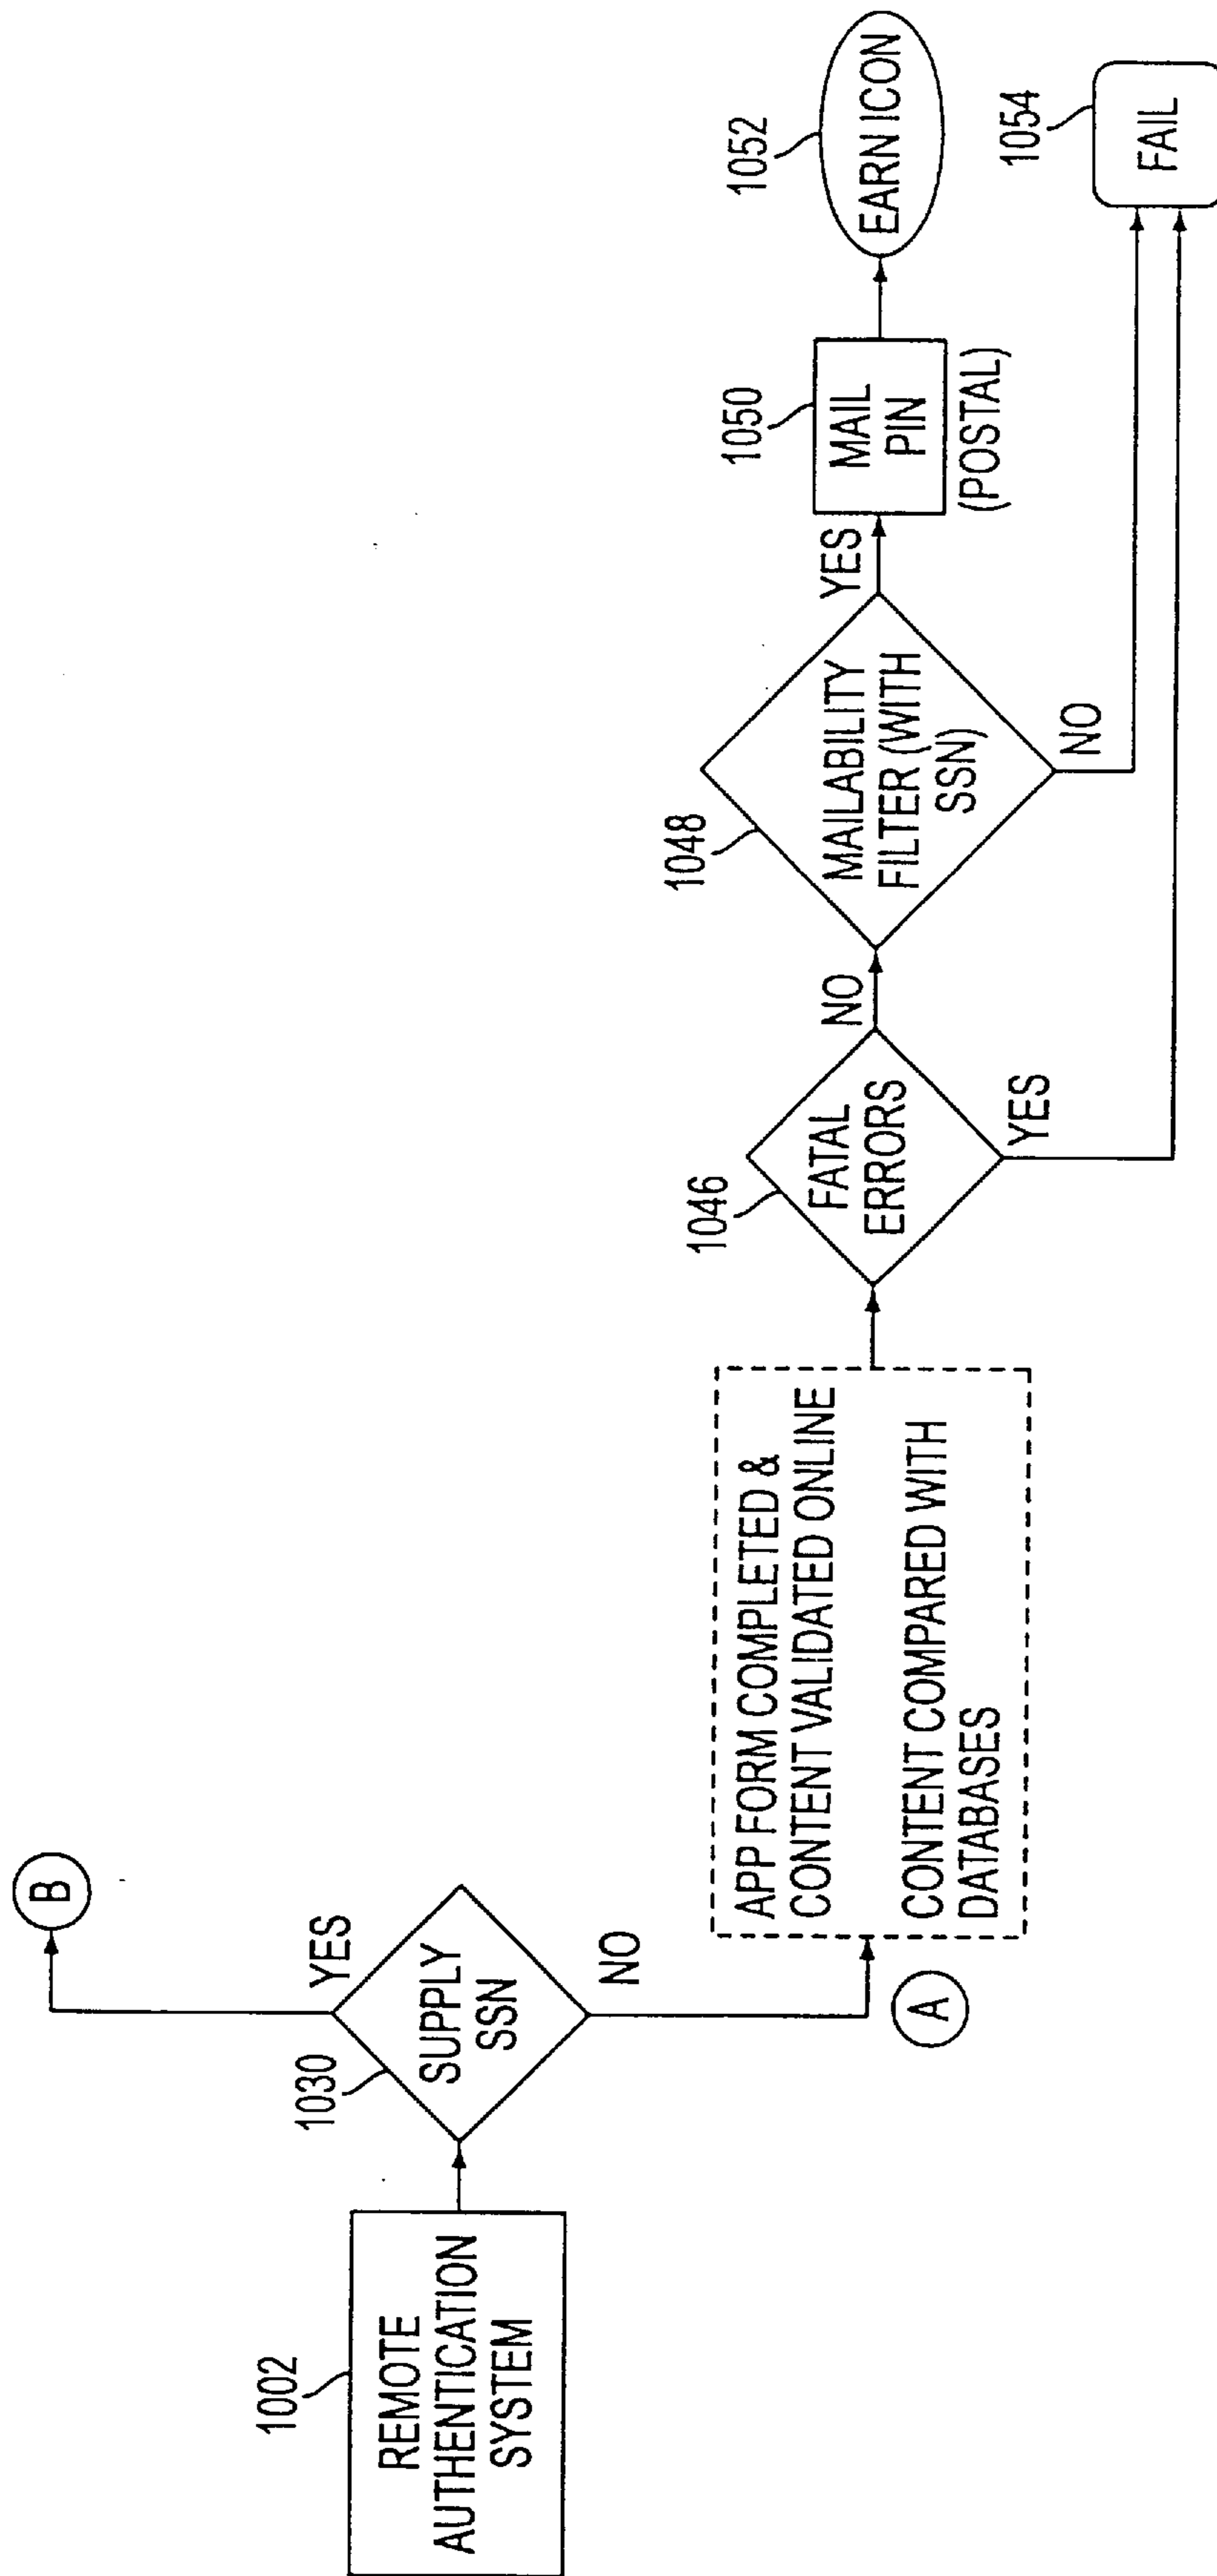 1002
REMOTE
AUTHENTICATION
SYSTEM
1030
SUPPLY
SSN
YES
B
NO
A
APP FORM COMPLETED &
CONTENT VALIDATED ONLINE
CONTENT COMPARED WITH
DATABASES
1046
FATAL
ERRORS
NO
YES
1048
MAILABILITY
FILTER (WITH
SSN)
YES
NO
1050
MAIL
PIN
(POSTAL)
1052
EARN ICON
1054
FAIL